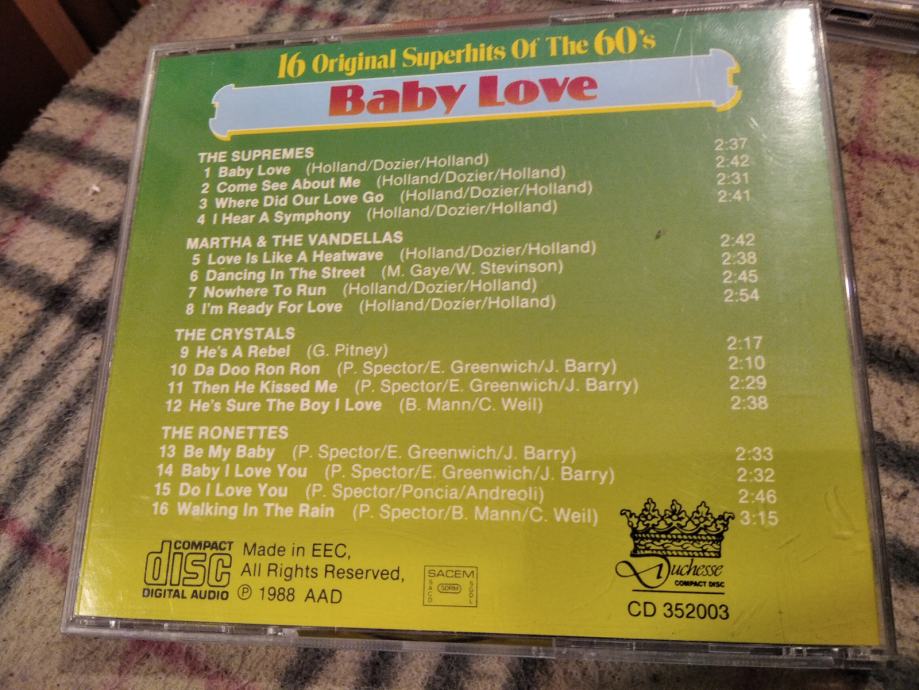 16 Original Superhits Of The 60's
Baby Love
THE SUPREMES
1 Baby Love (Holland/Dozier/Holland) 2:37
2 Come See About Me (Holland/Dozier/Holland) 2:42
3 Where Did Our Love Go (Holland/Dozier/Holland) 2:31
4 I Hear A Symphony (Holland/Dozier/Holland) 2:41
MARTHA & THE VANDELLAS
5 Love Is Like A Heatwave (Holland/Dozier/Holland) 2:42
6 Dancing In The Street (M. Gaye/W. Stevinson) 2:38
7 Nowhere To Run (Holland/Dozier/Holland) 2:45
8 I'm Ready For Love (Holland/Dozier/Holland) 2:54
THE CRYSTALS
9 He's A Rebel (G. Pitney) 2:17
10 Da Doo Ron Ron (P. Spector/E. Greenwich/J. Barry) 2:10
11 Then He Kissed Me (P. Spector/E. Greenwich/J. Barry) 2:29
12 He's Sure The Boy I Love (B. Mann/C. Weil) 2:38
THE RONETTES
13 Be My Baby (P. Spector/E. Greenwich/J. Barry) 2:33
14 Baby I Love You (P. Spector/E. Greenwich/J. Barry) 2:32
15 Do I Love You (P. Spector/Poncia/Andreoli) 2:46
16 Walking In The Rain (P. Spector/B. Mann/C. Weil) 3:15
COMPACT
disc
DIGITAL AUDIO
Made in EEC,
All Rights Reserved,
℗ 1988 AAD
SACEM
SACD
SDRM
SGDL
Duchesse
COMPACT DISC
CD 352003